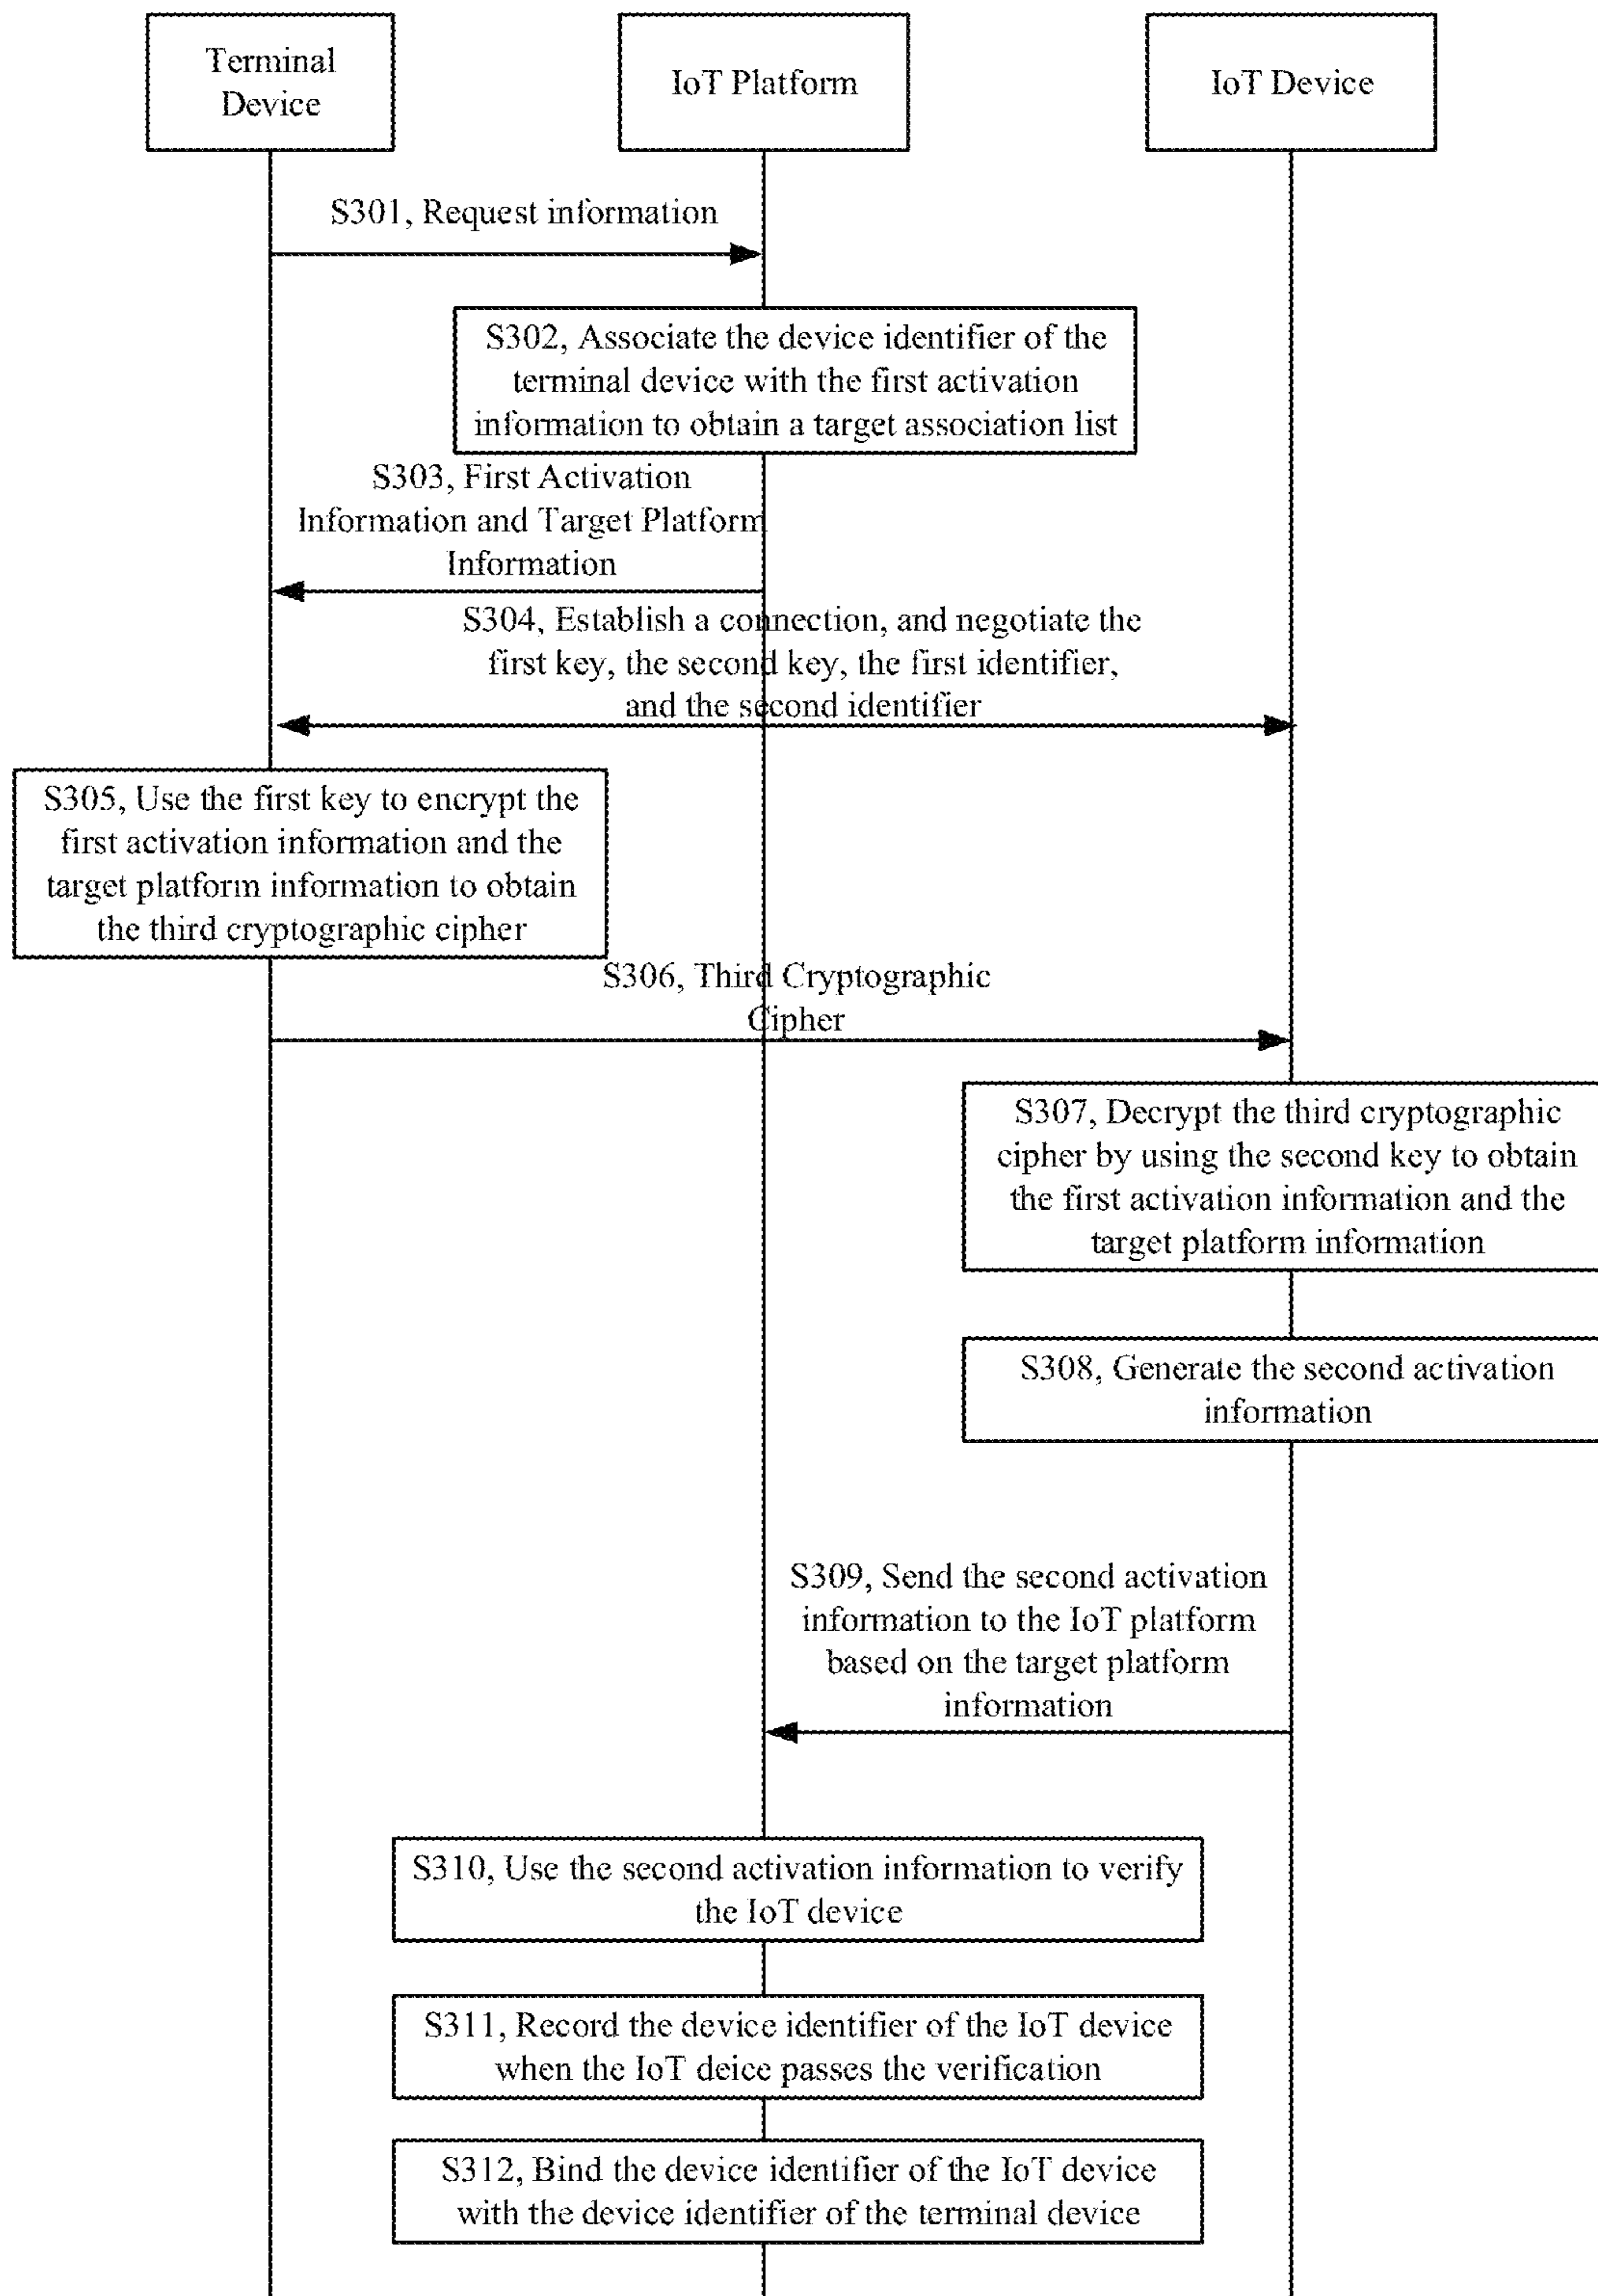 Terminal
Device
IoT Platform
IoT Device
S301, Request information
S302, Associate the device identifier of the
terminal device with the first activation
information to obtain a target association list
S303, First Activation
Information and Target Platform
Information
S304, Establish a connection, and negotiate the
first key, the second key, the first identifier,
and the second identifier
S305, Use the first key to encrypt the
first activation information and the
target platform information to obtain
the third cryptographic cipher
S306, Third Cryptographic
Cipher
S307, Decrypt the third cryptographic
cipher by using the second key to obtain
the first activation information and the
target platform information
S308, Generate the second activation
information
S309, Send the second activation
information to the IoT platform
based on the target platform
information
S310, Use the second activation information to verify
the IoT device
S311, Record the device identifier of the IoT device
when the IoT deice passes the verification
S312, Bind the device identifier of the IoT device
with the device identifier of the terminal device